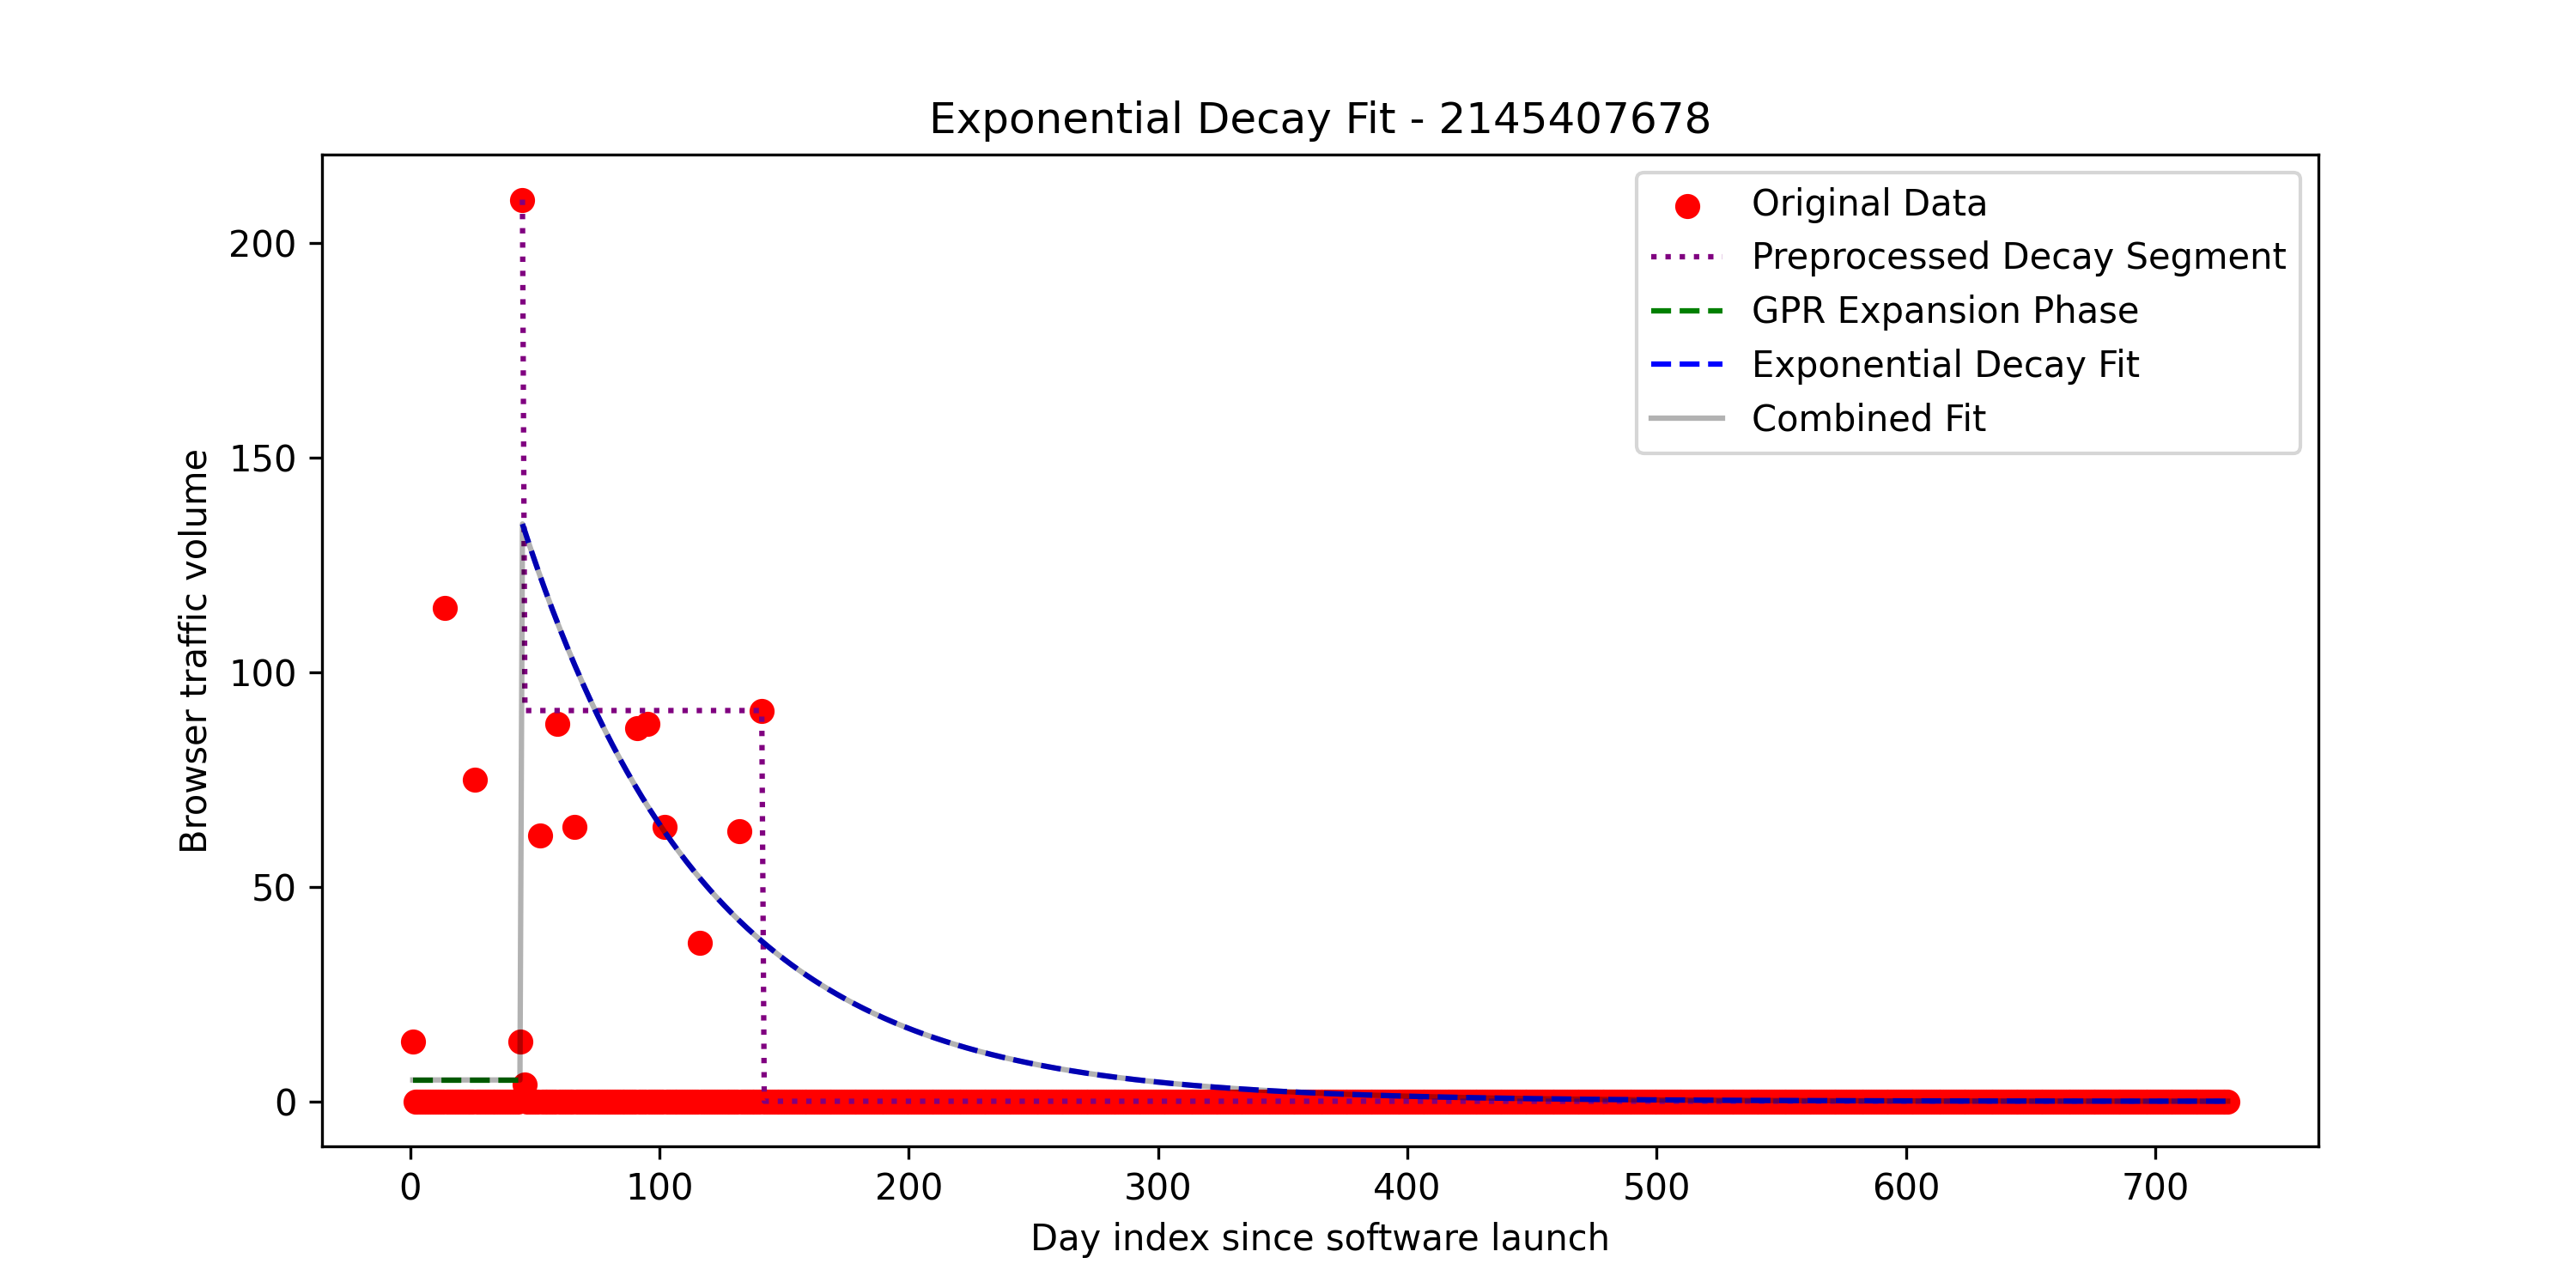 Exponential Decay Fit - 2145407678
Original Data
Preprocessed Decay Segment
GPR Expansion Phase
Exponential Decay Fit
Combined Fit
Browser traffic volume
200
150
100
50
0
0 100 200 300 400 500 600 700
Day index since software launch